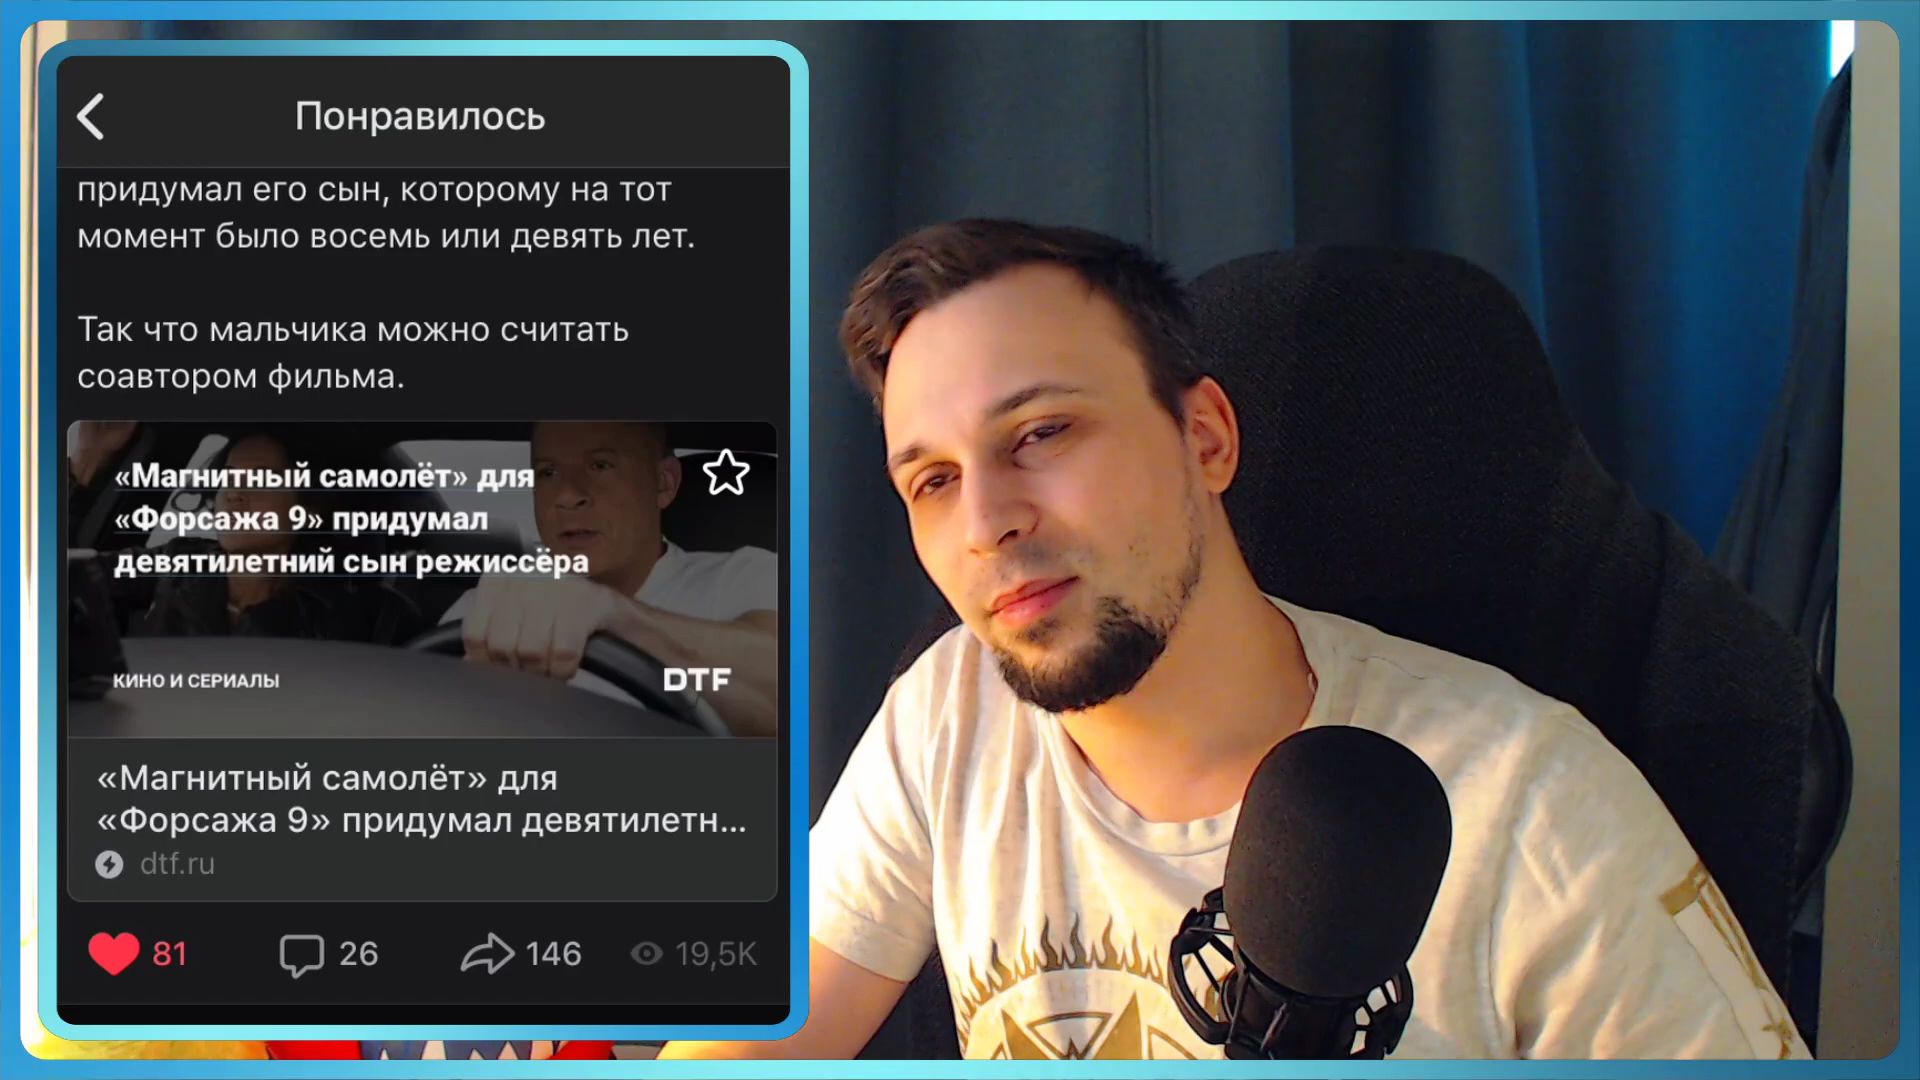 Понравилось
придумал его сын, которому на тот
момент было восемь или девять лет.
Так что мальчика можно считать
соавтором фильма.
«Магнитный самолёт» для
«Форсажа 9» придумал
девятилетний сын режиссёра
КИНО И СЕРИАЛЫ
DTF
«Магнитный самолёт» для
«Форсажа 9» придумал девятилетн...
dtf.ru
81
26
146
19,5K